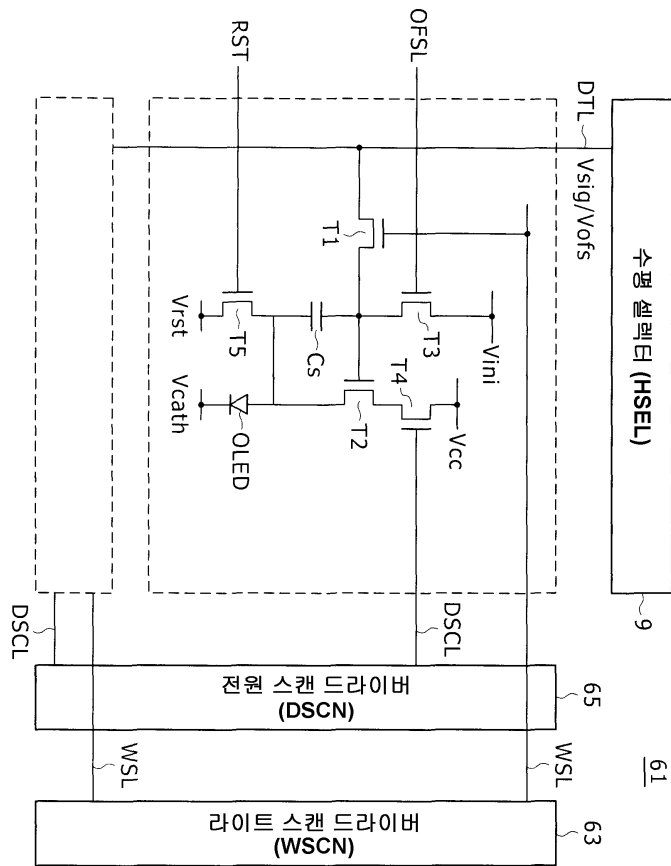 RST
OFSL
DTL
Vsig/Vofs
수평 셀렉터 (HSEL)
T1
Vrst
T5
Cs
T3
Vini
Vcath
OLED
T2
T4
Vcc
9
DSCL
DSCL
전원 스캔 드라이버
(DSCN)
65
WSL
WSL
61
라이트 스캔 드라이버
(WSCN)
63